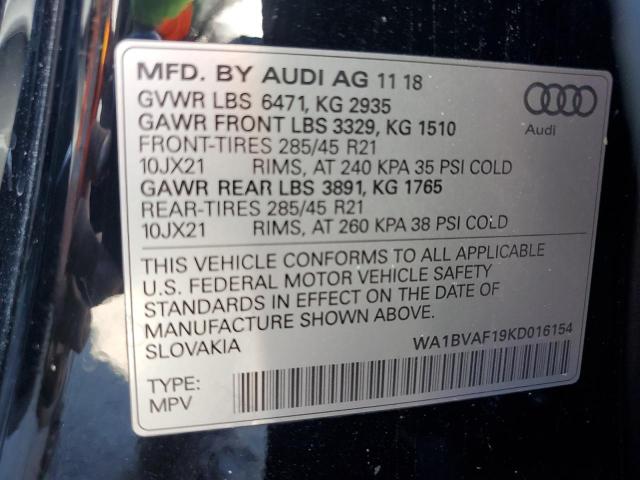 MFD. BY AUDI AG 11 18
GVWR LBS 6471, KG 2935
GAWR FRONT LBS 3329, KG 1510
FRONT-TIRES 285/45 R21
10JX21 RIMS, AT 240 KPA 35 PSI COLD
GAWR REAR LBS 3891, KG 1765
REAR-TIRES 285/45 R21
10JX21 RIMS, AT 260 KPA 38 PSI COLD
Audi
THIS VEHICLE CONFORMS TO ALL APPLICABLE
U.S. FEDERAL MOTOR VEHICLE SAFETY
STANDARDS IN EFFECT ON THE DATE OF
MANUFACTURE SHOWN ABOVE.
SLOVAKIA WA1BVAF19KD016154
TYPE:
MPV